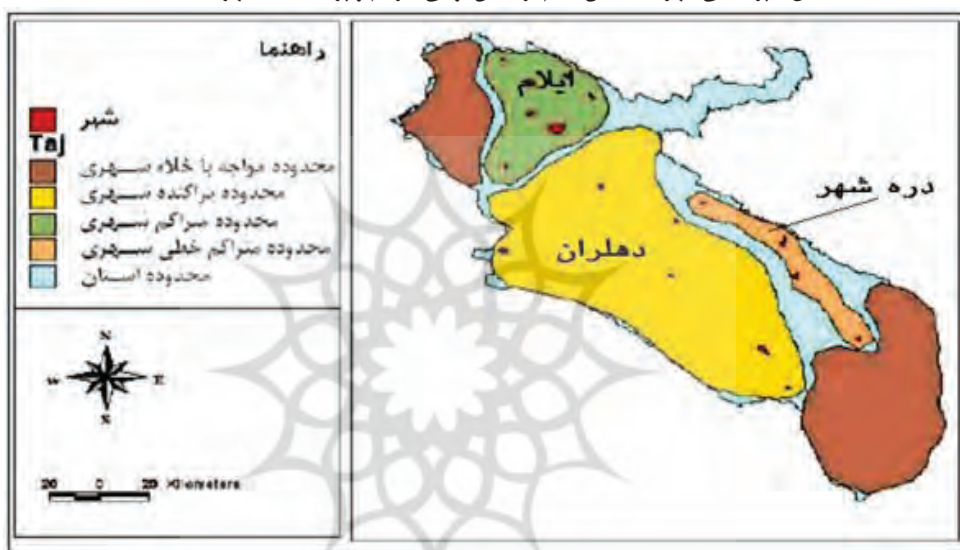 راهنما
شهر
Taj
محدوده مواجه با خلاء شهری
محدوده پراکنده شهری
محدوده متراکم شهری
محدوده متراکم خطی شهری
محدوده استان
N
W E
S
20 0 20 Kilometers
ایلام
دره شهر
دهلران